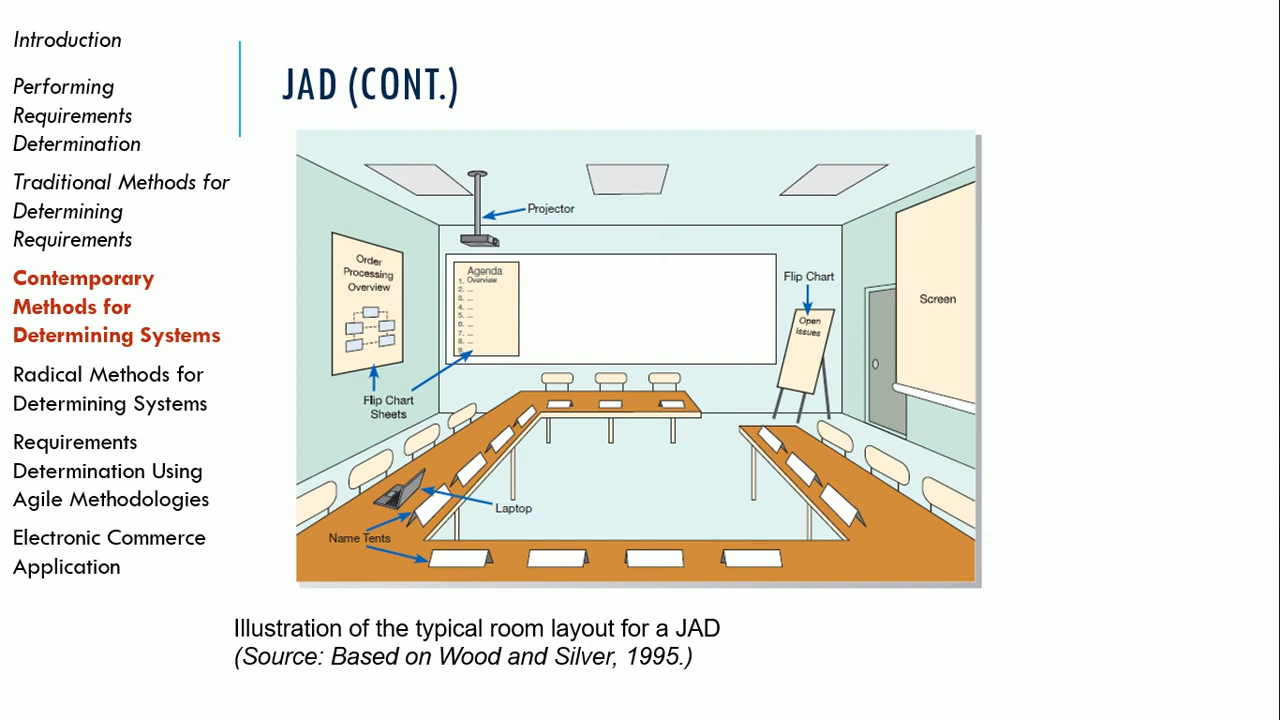 Introduction
Performing
Requirements
Determination
Traditional Methods for
Determining
Requirements
Contemporary
Methods for
Determining Systems
Radical Methods for
Determining Systems
Requirements
Determination Using
Agile Methodologies
Electronic Commerce
Application
JAD (CONT.)
Projector
Order
Processing
Overview
Agenda
1. Overview
2. ...
3. ...
4. ...
5. ...
6. ...
7. ...
8. ...
9.
Flip Chart
Sheets
Flip Chart
Open
Issues
Screen
Laptop
Name Tents
Illustration of the typical room layout for a JAD
(Source: Based on Wood and Silver, 1995.)